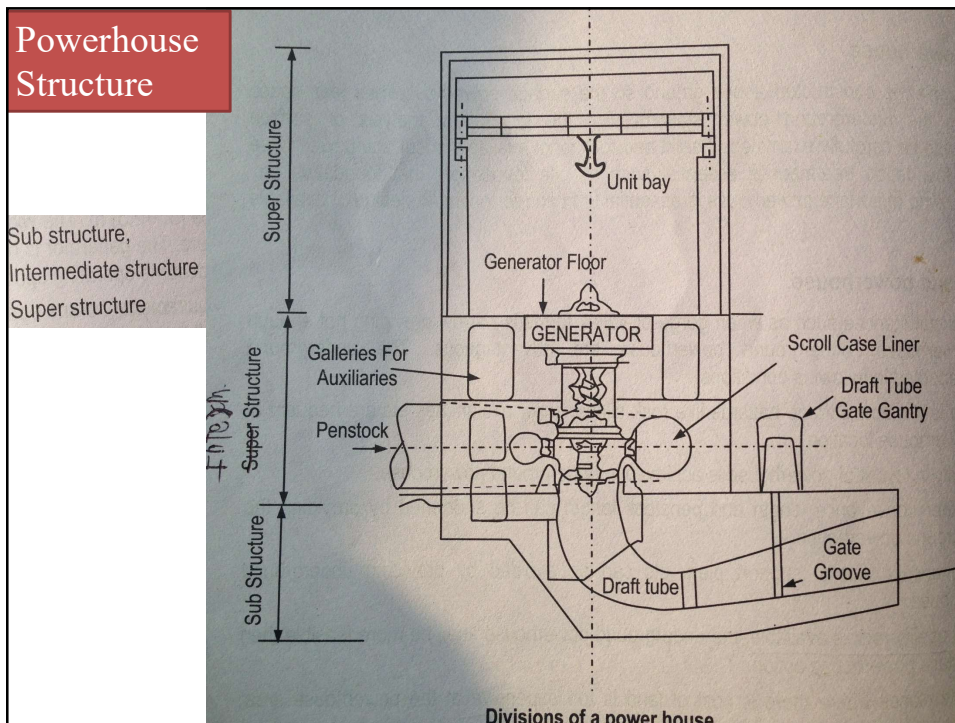 Powerhouse
Structure
Sub structure,
Intermediate structure
Super structure
Super Structure
Unit bay
Generator Floor
GENERATOR
Galleries For
Auxiliaries
Scroll Case Liner
Draft Tube
Gate Gantry
Super Structure
Penstock
Sub Structure
Draft tube
Gate
Groove
Divisions of a power house